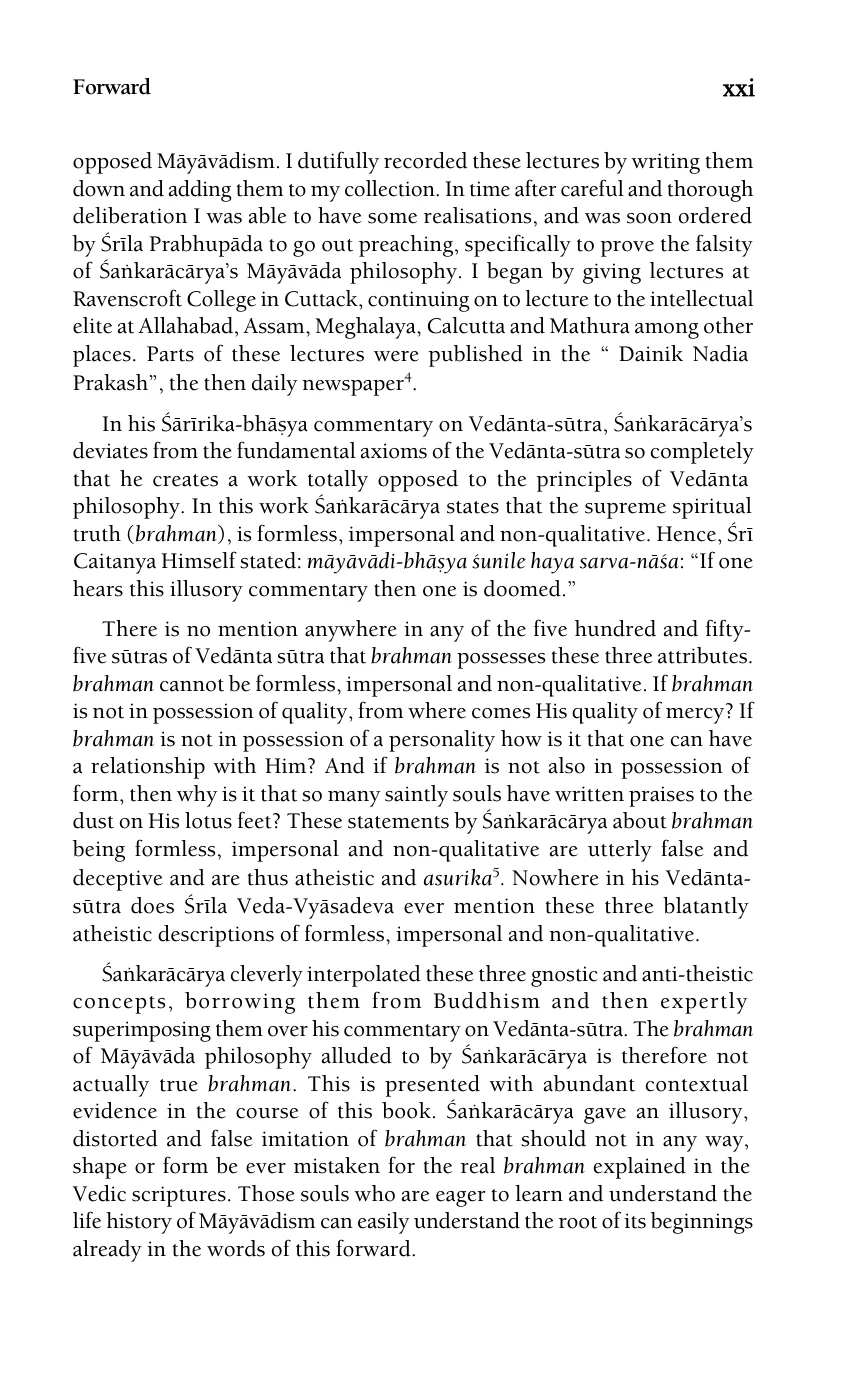 Forward xxi
opposed Māyāvādism. I dutifully recorded these lectures by writing them
down and adding them to my collection. In time after careful and thorough
deliberation I was able to have some realisations, and was soon ordered
by Śrīla Prabhupāda to go out preaching, specifically to prove the falsity
of Śaṅkarācārya’s Māyāvāda philosophy. I began by giving lectures at
Ravenscroft College in Cuttack, continuing on to lecture to the intellectual
elite at Allahabad, Assam, Meghalaya, Calcutta and Mathura among other
places. Parts of these lectures were published in the “ Dainik Nadia
Prakash”, the then daily newspaper⁴.
In his Śārīrika-bhāṣya commentary on Vedānta-sūtra, Śaṅkarācārya’s
deviates from the fundamental axioms of the Vedānta-sūtra so completely
that he creates a work totally opposed to the principles of Vedānta
philosophy. In this work Śaṅkarācārya states that the supreme spiritual
truth (brahman), is formless, impersonal and non-qualitative. Hence, Śrī
Caitanya Himself stated: māyāvādi-bhāṣya śunile haya sarva-nāśa: “If one
hears this illusory commentary then one is doomed.”
There is no mention anywhere in any of the five hundred and fifty-
five sūtras of Vedānta sūtra that brahman possesses these three attributes.
brahman cannot be formless, impersonal and non-qualitative. If brahman
is not in possession of quality, from where comes His quality of mercy? If
brahman is not in possession of a personality how is it that one can have
a relationship with Him? And if brahman is not also in possession of
form, then why is it that so many saintly souls have written praises to the
dust on His lotus feet? These statements by Śaṅkarācārya about brahman
being formless, impersonal and non-qualitative are utterly false and
deceptive and are thus atheistic and asurika⁵. Nowhere in his Vedānta-
sūtra does Śrīla Veda-Vyāsadeva ever mention these three blatantly
atheistic descriptions of formless, impersonal and non-qualitative.
Śaṅkarācārya cleverly interpolated these three gnostic and anti-theistic
concepts, borrowing them from Buddhism and then expertly
superimposing them over his commentary on Vedānta-sūtra. The brahman
of Māyāvāda philosophy alluded to by Śaṅkarācārya is therefore not
actually true brahman. This is presented with abundant contextual
evidence in the course of this book. Śaṅkarācārya gave an illusory,
distorted and false imitation of brahman that should not in any way,
shape or form be ever mistaken for the real brahman explained in the
Vedic scriptures. Those souls who are eager to learn and understand the
life history of Māyāvādism can easily understand the root of its beginnings
already in the words of this forward.